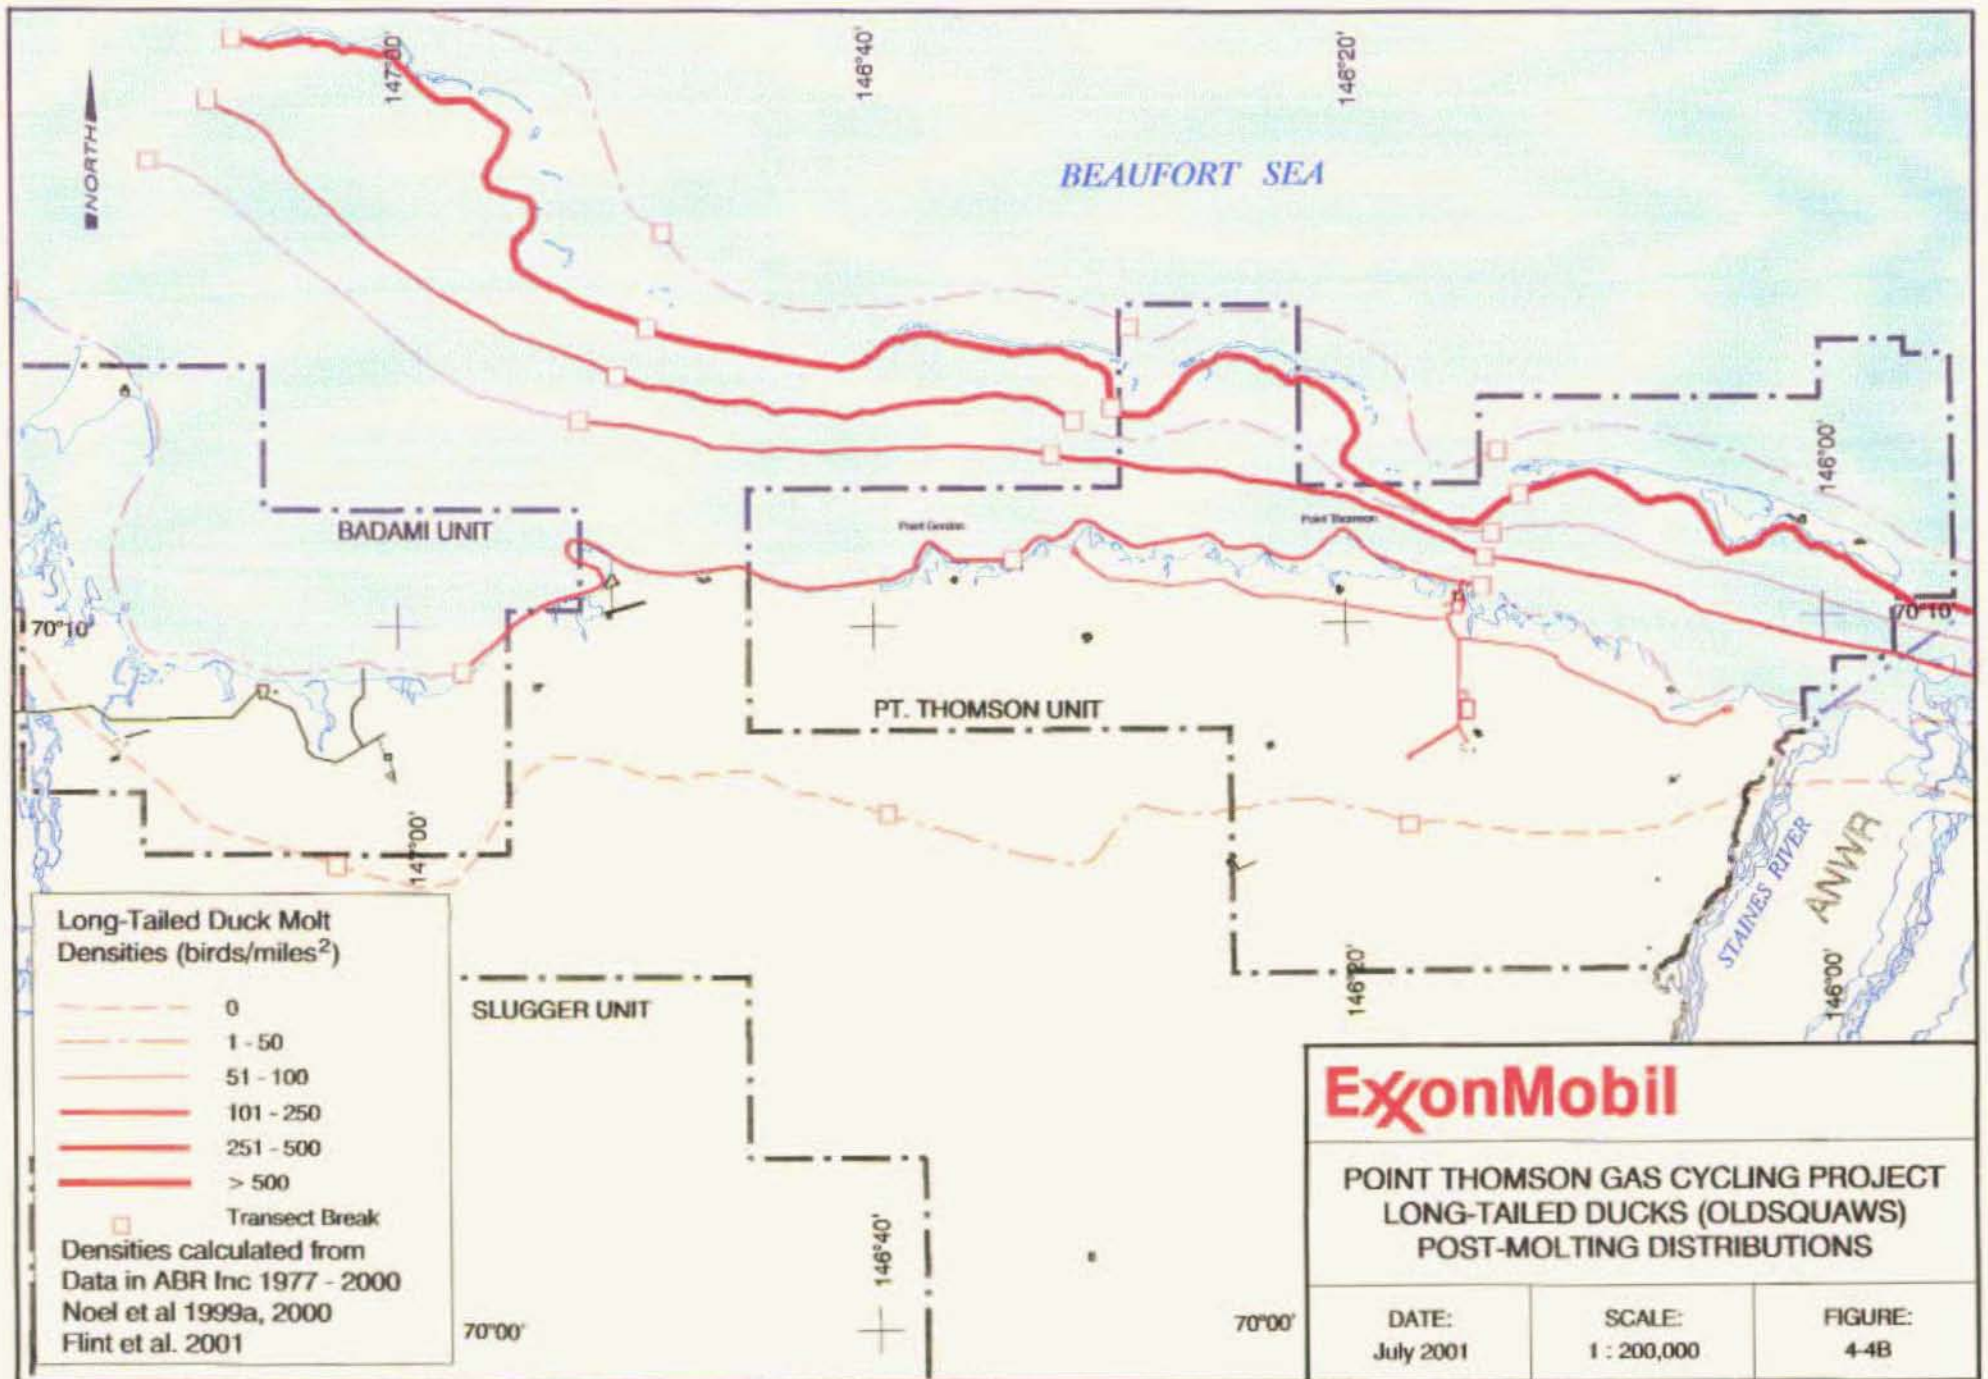 147°00'
146°40'
146°20'
NORTH
BEAUFORT SEA
146°00'
BADAMI UNIT
Point Gordon
Point Thomson
70°10'
70°10'
PT. THOMSON UNIT
147°00'
STAINES RIVER
ANWR
146°20'
146°00'
Long-Tailed Duck Molt
Densities (birds/miles²)
0
1 - 50
51 - 100
101 - 250
251 - 500
> 500
Transect Break
Densities calculated from
Data in ABR Inc 1977 - 2000
Noel et al 1999a, 2000
Flint et al. 2001
SLUGGER UNIT
146°40'
70°00'
70°00'
ExxonMobil
POINT THOMSON GAS CYCLING PROJECT
LONG-TAILED DUCKS (OLDSQUAWS)
POST-MOLTING DISTRIBUTIONS
DATE:
July 2001
SCALE:
1 : 200,000
FIGURE:
4-4B